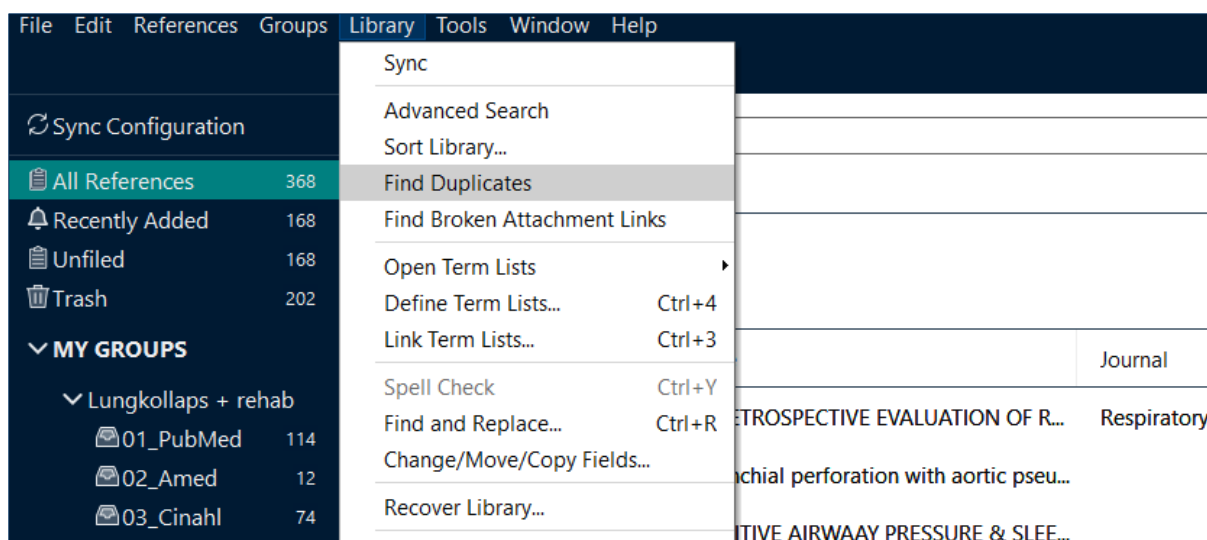 File Edit References Groups Library Tools Window Help
Sync
Sync Configuration
Advanced Search
Sort Library...
All References 368
Find Duplicates
Recently Added 168
Find Broken Attachment Links
Unfiled 168
Open Term Lists
Trash 202
Define Term Lists... Ctrl+4
Link Term Lists... Ctrl+3
MY GROUPS
Journal
Spell Check Ctrl+Y
Lungkollaps + rehab
Find and Replace... Ctrl+R
ETROSPECTIVE EVALUATION OF R... Respiratory
01_PubMed 114
Change/Move/Copy Fields...
02_Amed 12
nchial perforation with aortic pseu...
Recover Library...
03_Cinahl 74
ITIVE AIRWAAY PRESSURE & SLEE...